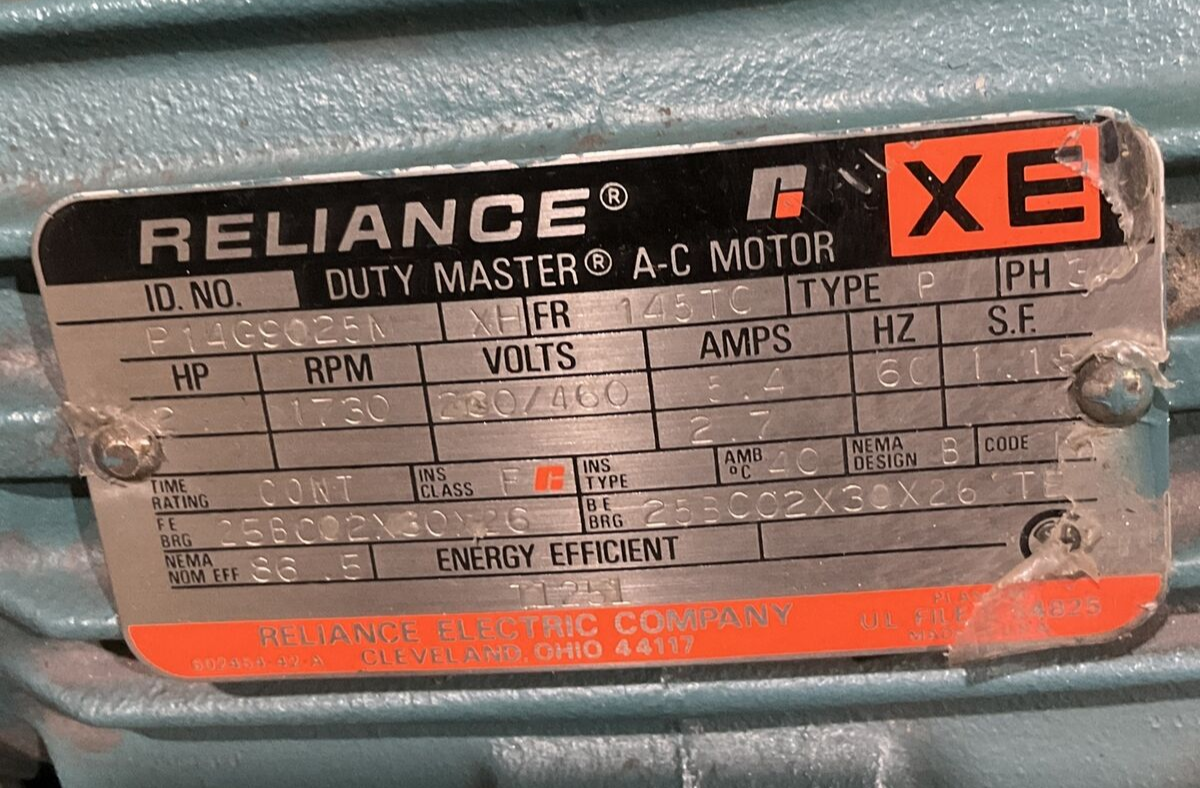 RELIANCE® XE
DUTY MASTER® A-C MOTOR
ID. NO. P14G9025N XH FR 145TC TYPE P PH 3
HP RPM VOLTS AMPS HZ S.F.
2 1730 230/460 5.4 60 1.15
2.7
TIME RATING CONT INS CLASS F INS TYPE AMB °C 40 NEMA DESIGN B CODE
FE BRG 25BC02X30X26 BE BRG 25BC02X30X26 TE
NEMA NOM EFF 86.5 ENERGY EFFICIENT
T1251
RELIANCE ELECTRIC COMPANY UL FILE
CLEVELAND, OHIO 44117